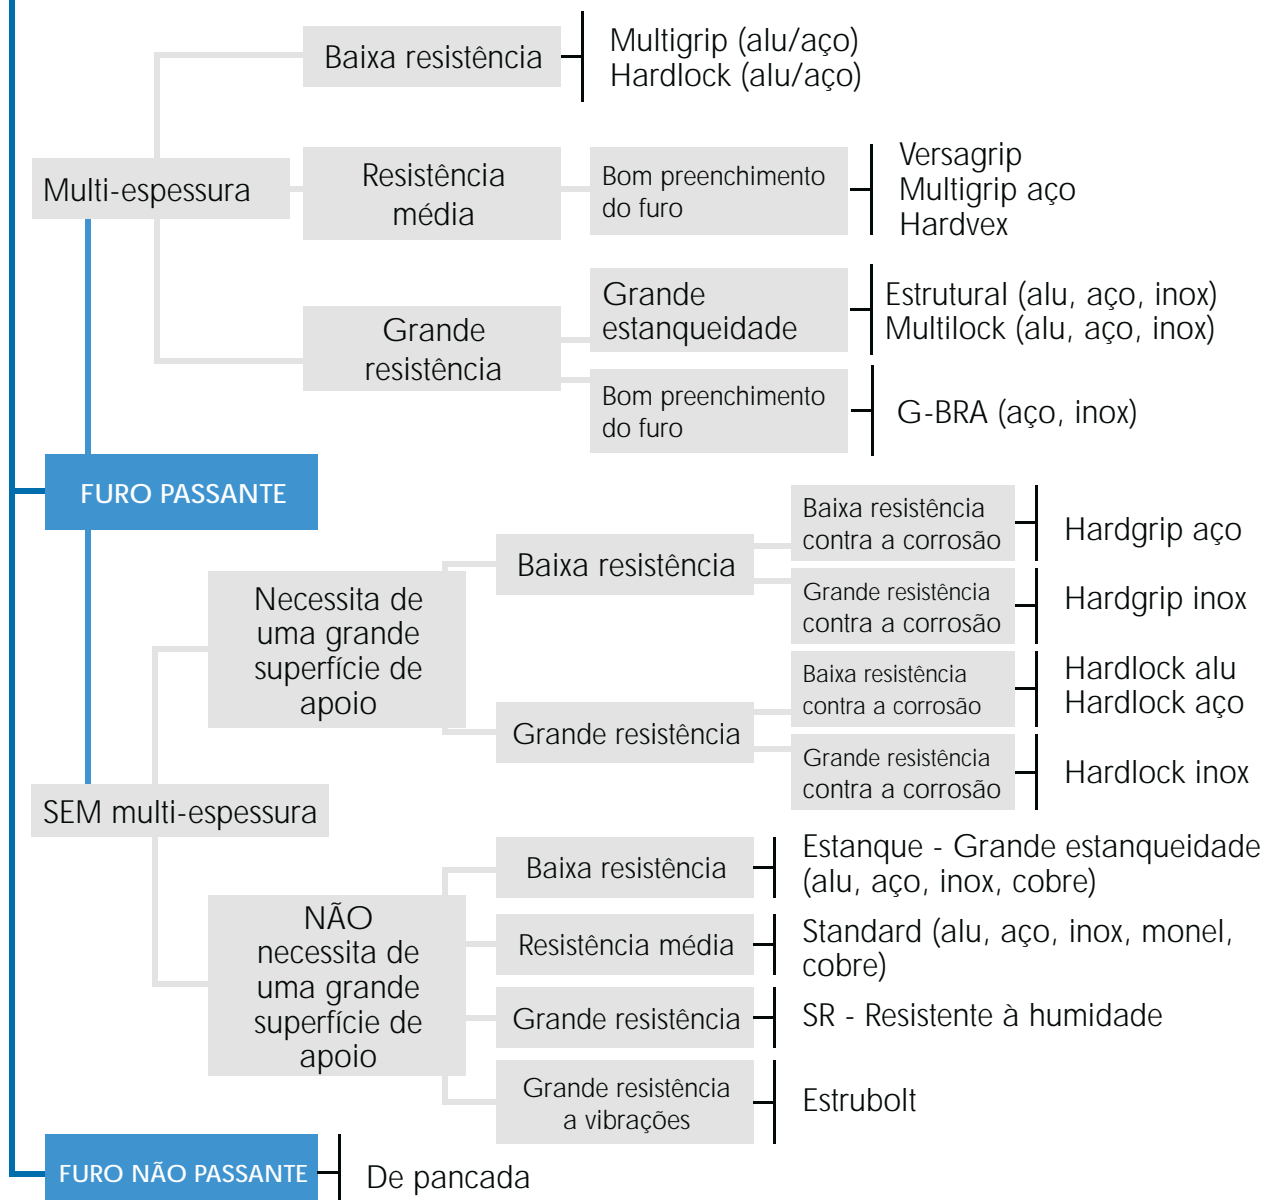 Baixa resistência
Multigrip (alu/aço)
Hardlock (alu/aço)
Multi-espessura
Resistência
média
Bom preenchimento
do furo
Versagrip
Multigrip aço
Hardvex
Grande
resistência
Grande
estanqueidade
Estrutural (alu, aço, inox)
Multilock (alu, aço, inox)
Bom preenchimento
do furo
G-BRA (aço, inox)
FURO PASSANTE
Necessita de
uma grande
superfície de
apoio
Baixa resistência
Baixa resistência
contra a corrosão
Hardgrip aço
Grande resistência
contra a corrosão
Hardgrip inox
Grande resistência
Baixa resistência
contra a corrosão
Hardlock alu
Hardlock aço
Grande resistência
contra a corrosão
Hardlock inox
SEM multi-espessura
NÃO
necessita de
uma grande
superfície de
apoio
Baixa resistência
Estanque - Grande estanqueidade
(alu, aço, inox, cobre)
Resistência média
Standard (alu, aço, inox, monel,
cobre)
Grande resistência
SR - Resistente à humidade
Grande resistência
a vibrações
Estrubolt
FURO NÃO PASSANTE
De pancada